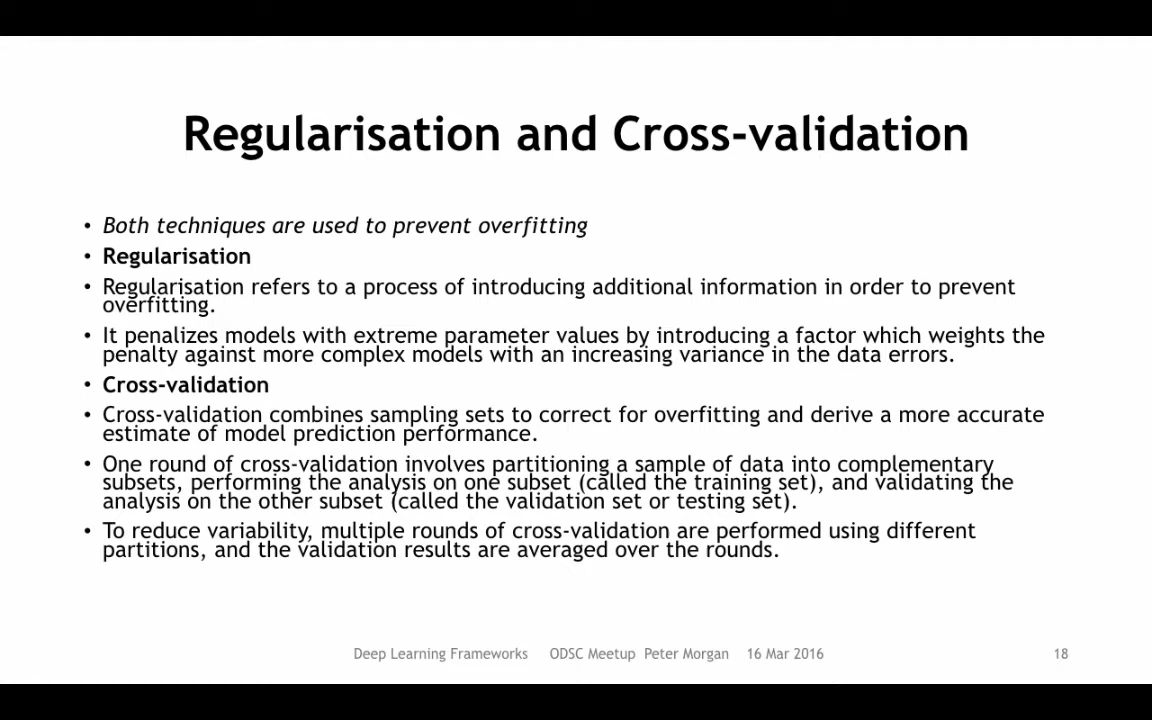 Regularisation and Cross-validation
• Both techniques are used to prevent overfitting
• Regularisation
• Regularisation refers to a process of introducing additional information in order to prevent
overfitting.
• It penalizes models with extreme parameter values by introducing a factor which weights the
penalty against more complex models with an increasing variance in the data errors.
• Cross-validation
• Cross-validation combines sampling sets to correct for overfitting and derive a more accurate
estimate of model prediction performance.
• One round of cross-validation involves partitioning a sample of data into complementary
subsets, performing the analysis on one subset (called the training set), and validating the
analysis on the other subset (called the validation set or testing set).
• To reduce variability, multiple rounds of cross-validation are performed using different
partitions, and the validation results are averaged over the rounds.
Deep Learning Frameworks ODSC Meetup Peter Morgan 16 Mar 2016 18